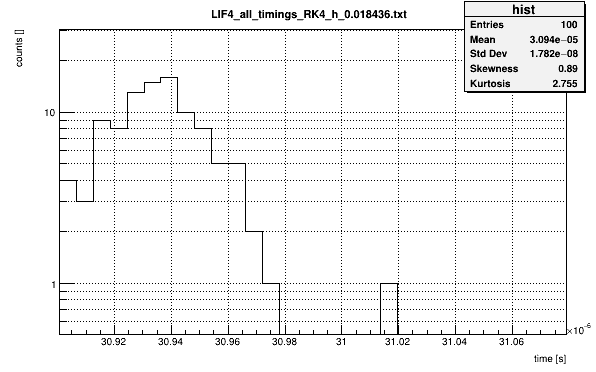 LIF4_all_timings_RK4_h_0.018436.txt
hist
Entries 100
Mean 3.094e−05
Std Dev 1.782e−08
Skewness 0.89
Kurtosis 2.755
counts []
10
1
30.92 30.94 30.96 30.98 31 31.02 31.04 31.06
×10⁻⁶
time [s]